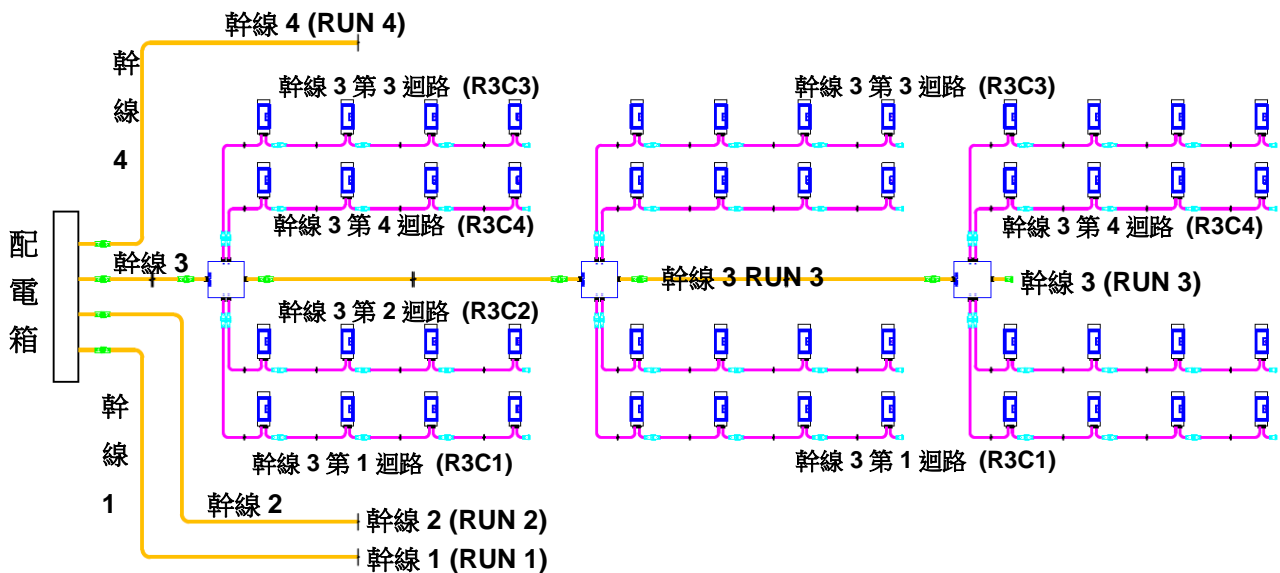 幹線 4 (RUN 4)
幹線4
幹線 3 第 3 迴路 (R3C3)
幹線 3 第 3 迴路 (R3C3)
幹線 3 第 4 迴路 (R3C4)
幹線 3 第 4 迴路 (R3C4)
配電箱
幹線 3
幹線 3 RUN 3
幹線 3 (RUN 3)
幹線 3 第 2 迴路 (R3C2)
幹線1
幹線 3 第 1 迴路 (R3C1)
幹線 3 第 1 迴路 (R3C1)
幹線 2
幹線 2 (RUN 2)
幹線 1 (RUN 1)